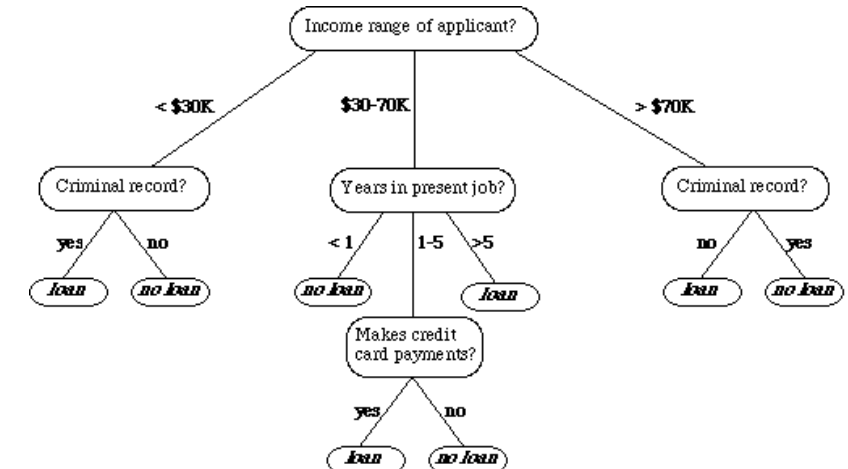 Income range of applicant?
< $30K
$30-70K
> $70K
Criminal record?
Years in present job?
Criminal record?
yes
no
< 1
1-5
>5
no
yes
loan
no loan
no loan
loan
loan
no loan
Makes credit
card payments?
yes
no
loan
no loan